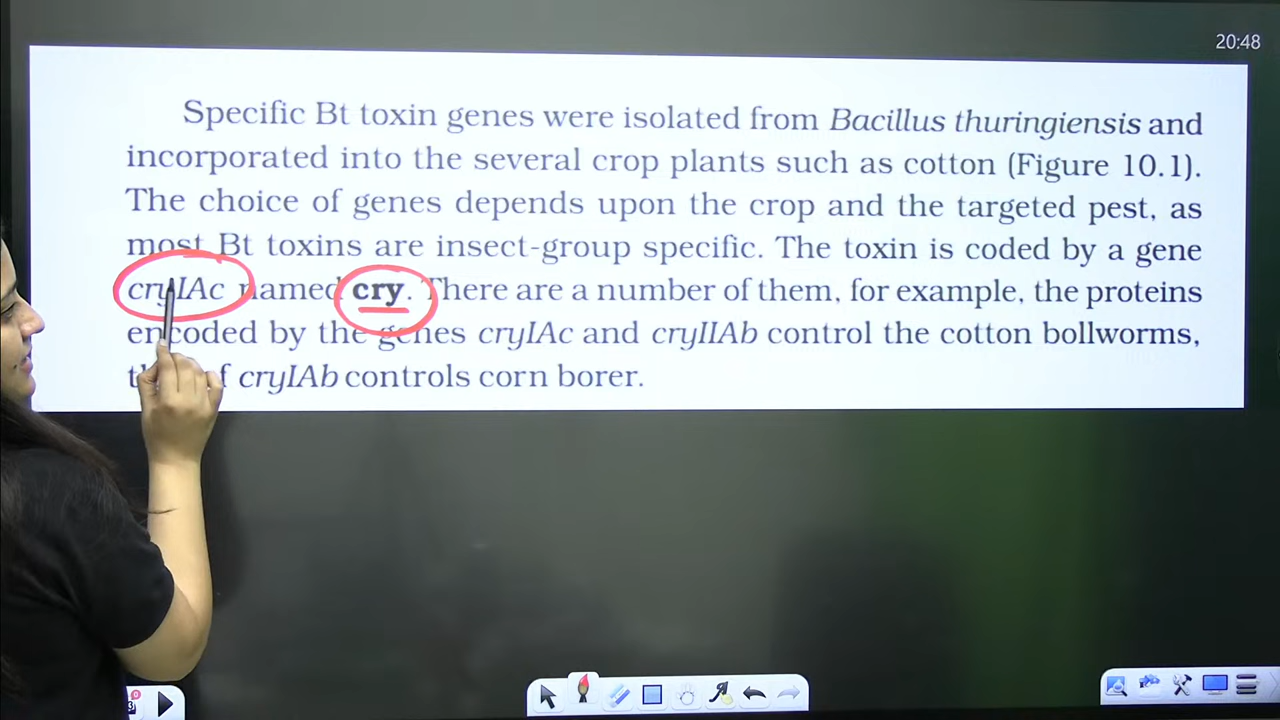 20:48
Specific Bt toxin genes were isolated from Bacillus thuringiensis and
incorporated into the several crop plants such as cotton (Figure 10.1).
The choice of genes depends upon the crop and the targeted pest, as
most Bt toxins are insect-group specific. The toxin is coded by a gene
cryIAc named cry. There are a number of them, for example, the proteins
encoded by the genes cryIAc and cryIIAb control the cotton bollworms,
cryIAb controls corn borer.